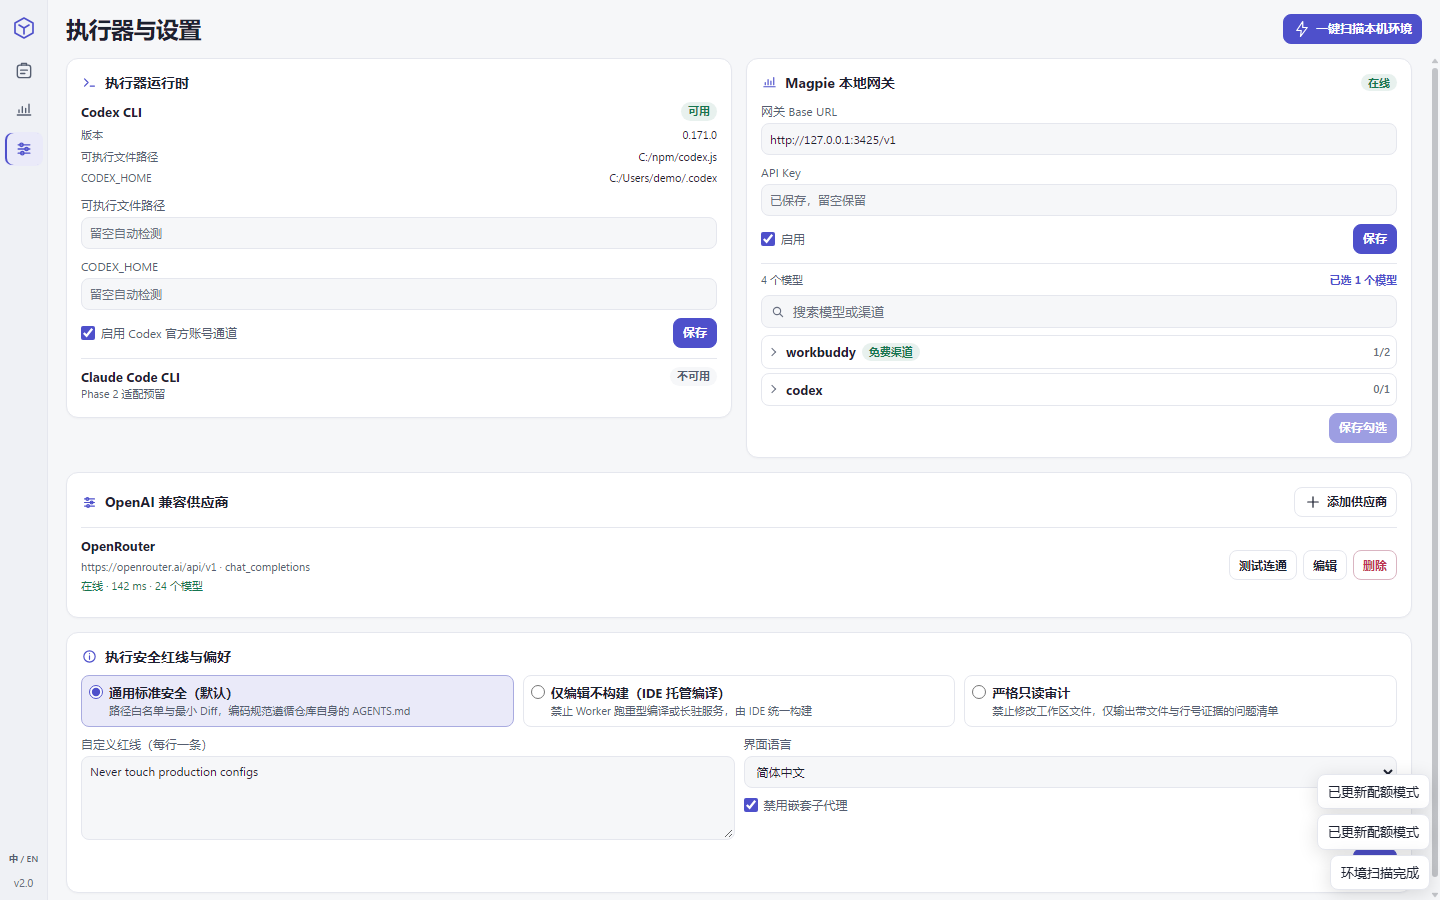 执行器与设置
一键扫描本机环境
执行器运行时
Codex CLI
可用
版本
0.171.0
可执行文件路径
C:/npm/codex.js
CODEX_HOME
C:/Users/demo/.codex
可执行文件路径
留空自动检测
CODEX_HOME
留空自动检测
启用 Codex 官方账号通道
保存
Claude Code CLI
不可用
Phase 2 适配预留
Magpie 本地网关
在线
网关 Base URL
http://127.0.0.1:3425/v1
API Key
已保存，留空保留
启用
保存
4 个模型
已选 1 个模型
搜索模型或渠道
workbuddy 免费渠道
1/2
codex
0/1
保存勾选
OpenAI 兼容供应商
添加供应商
OpenRouter
https://openrouter.ai/api/v1 · chat_completions
在线 · 142 ms · 24 个模型
测试连通
编辑
删除
执行安全红线与偏好
通用标准安全（默认）
路径白名单与最小 Diff，编码规范遵循仓库自身的 AGENTS.md
仅编辑不构建（IDE 托管编译）
禁止 Worker 跑重型编译或长驻服务，由 IDE 统一构建
严格只读审计
禁止修改工作区文件，仅输出带文件与行号证据的问题清单
自定义红线（每行一条）
Never touch production configs
界面语言
简体中文
禁用嵌套子代理
已更新配额模式
已更新配额模式
环境扫描完成
中 / EN
v2.0